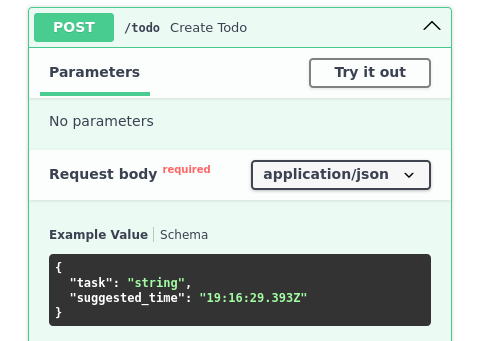 POST /todo Create Todo
Parameters Try it out
No parameters
Request body required application/json
Example Value Schema
{
"task": "string",
"suggested_time": "19:16:29.393Z"
}